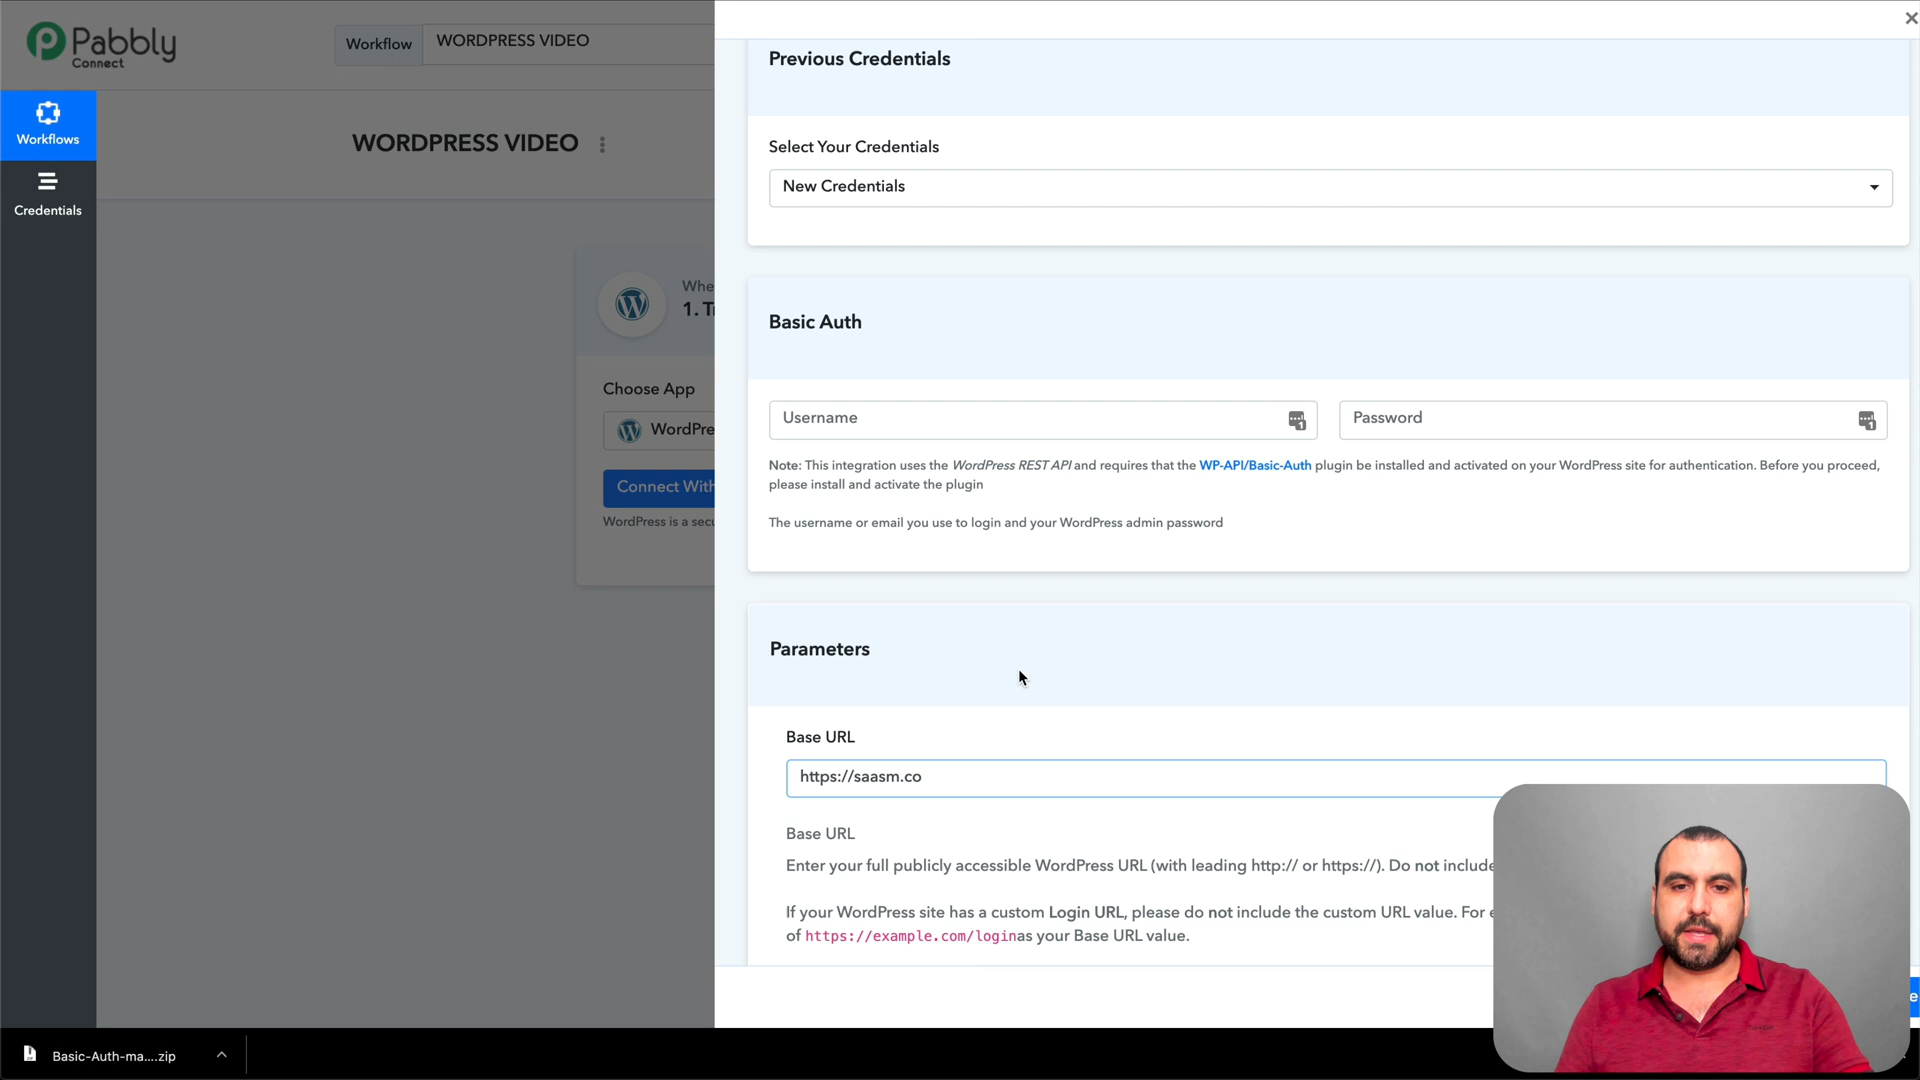 Pabbly
Connect
Workflow
WORDPRESS VIDEO
Workflows
Credentials
WORDPRESS VIDEO
Whe
1. T
Choose App
WordPre
Connect With
WordPress is a secu
Previous Credentials
Select Your Credentials
New Credentials
Basic Auth
Username
Password
Note: This integration uses the WordPress REST API and requires that the WP-API/Basic-Auth plugin be installed and activated on your WordPress site for authentication. Before you proceed,
please install and activate the plugin
The username or email you use to login and your WordPress admin password
Parameters
Base URL
https://saasm.co
Base URL
Enter your full publicly accessible WordPress URL (with leading http:// or https://). Do not include
If your WordPress site has a custom Login URL, please do not include the custom URL value. For e
of https://example.com/loginas your Base URL value.
e
Basic-Auth-ma....zip